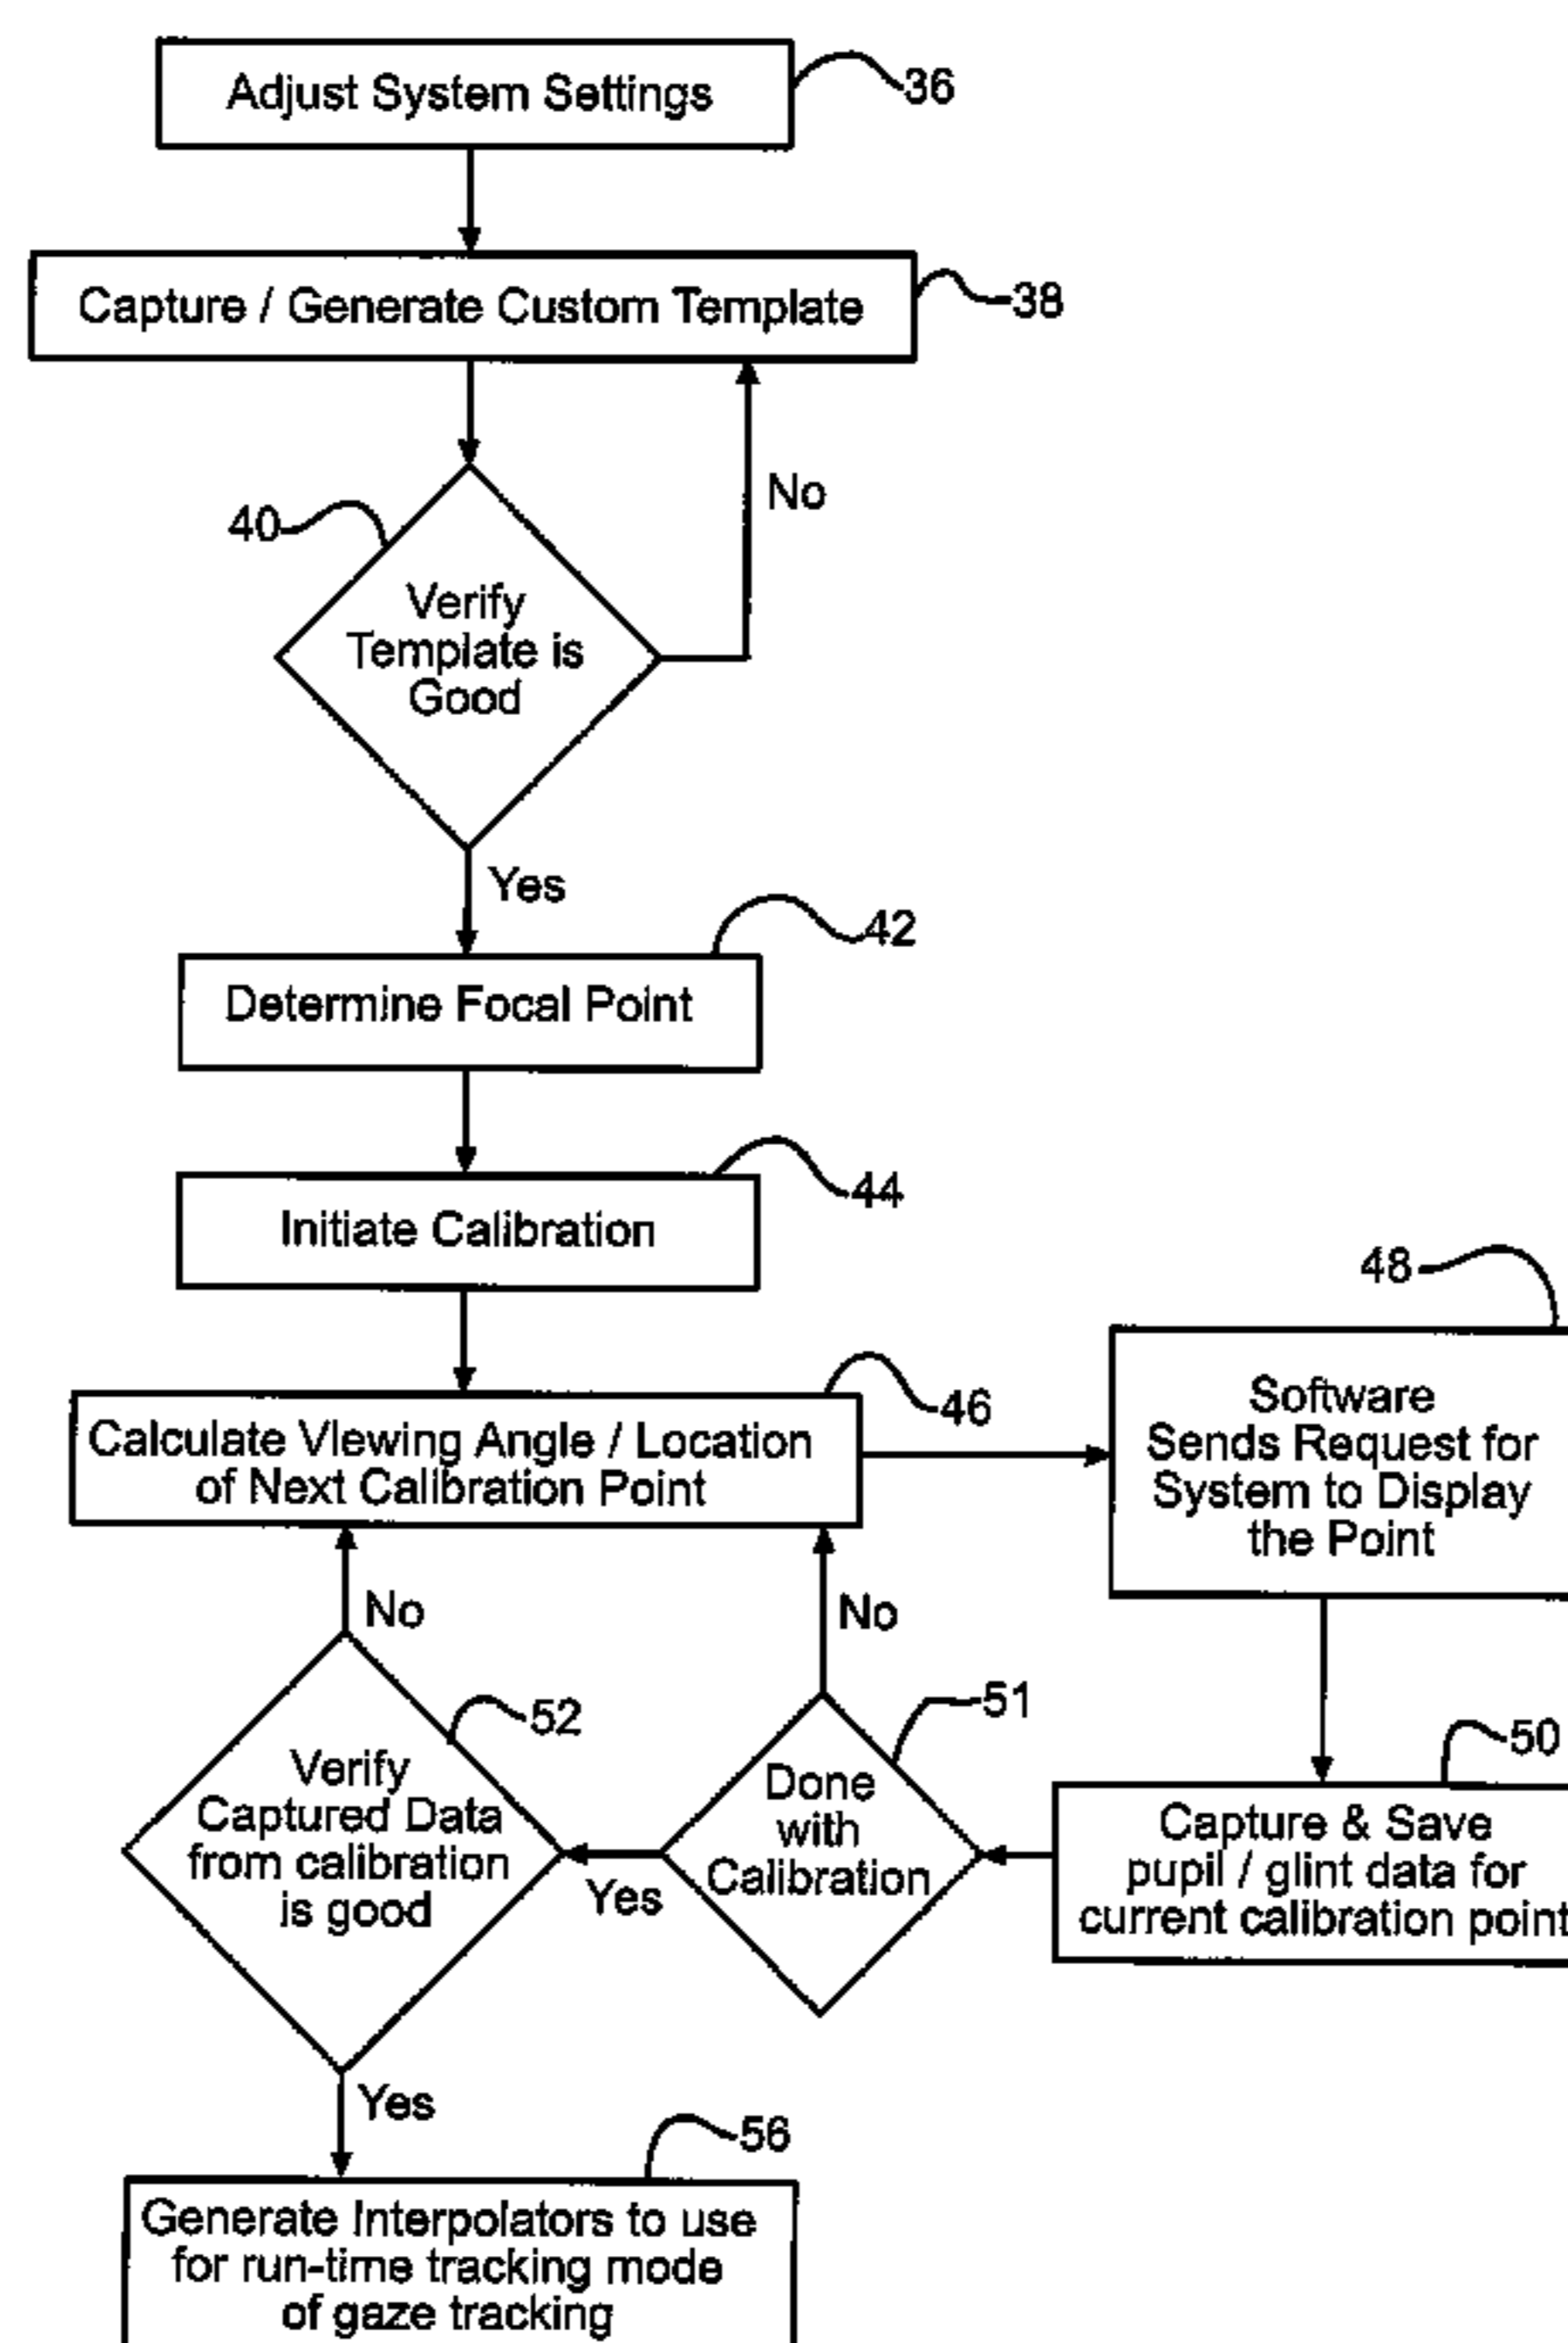 Adjust System Settings
36
Capture / Generate Custom Template
38
No
40
Verify
Template is
Good
Yes
42
Determine Focal Point
44
Initiate Calibration
48
46
Calculate Viewing Angle / Location
of Next Calibration Point
Software
Sends Request for
System to Display
the Point
No
No
52
51
50
Verify
Captured Data
from calibration
is good
Done
with
Calibration
Yes
Capture & Save
pupil / glint data for
current calibration point
Yes
56
Generate Interpolators to use
for run-time tracking mode
of gaze tracking